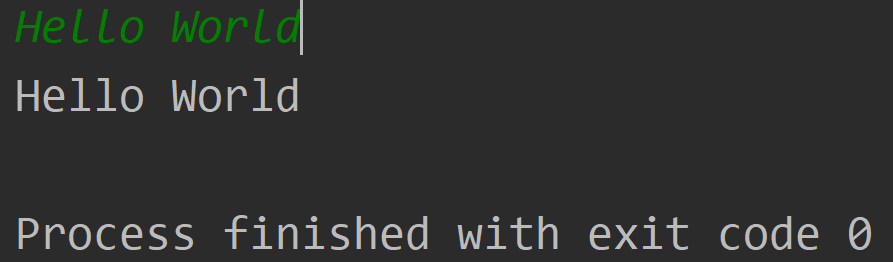 Hello World
Hello World
Process finished with exit code 0